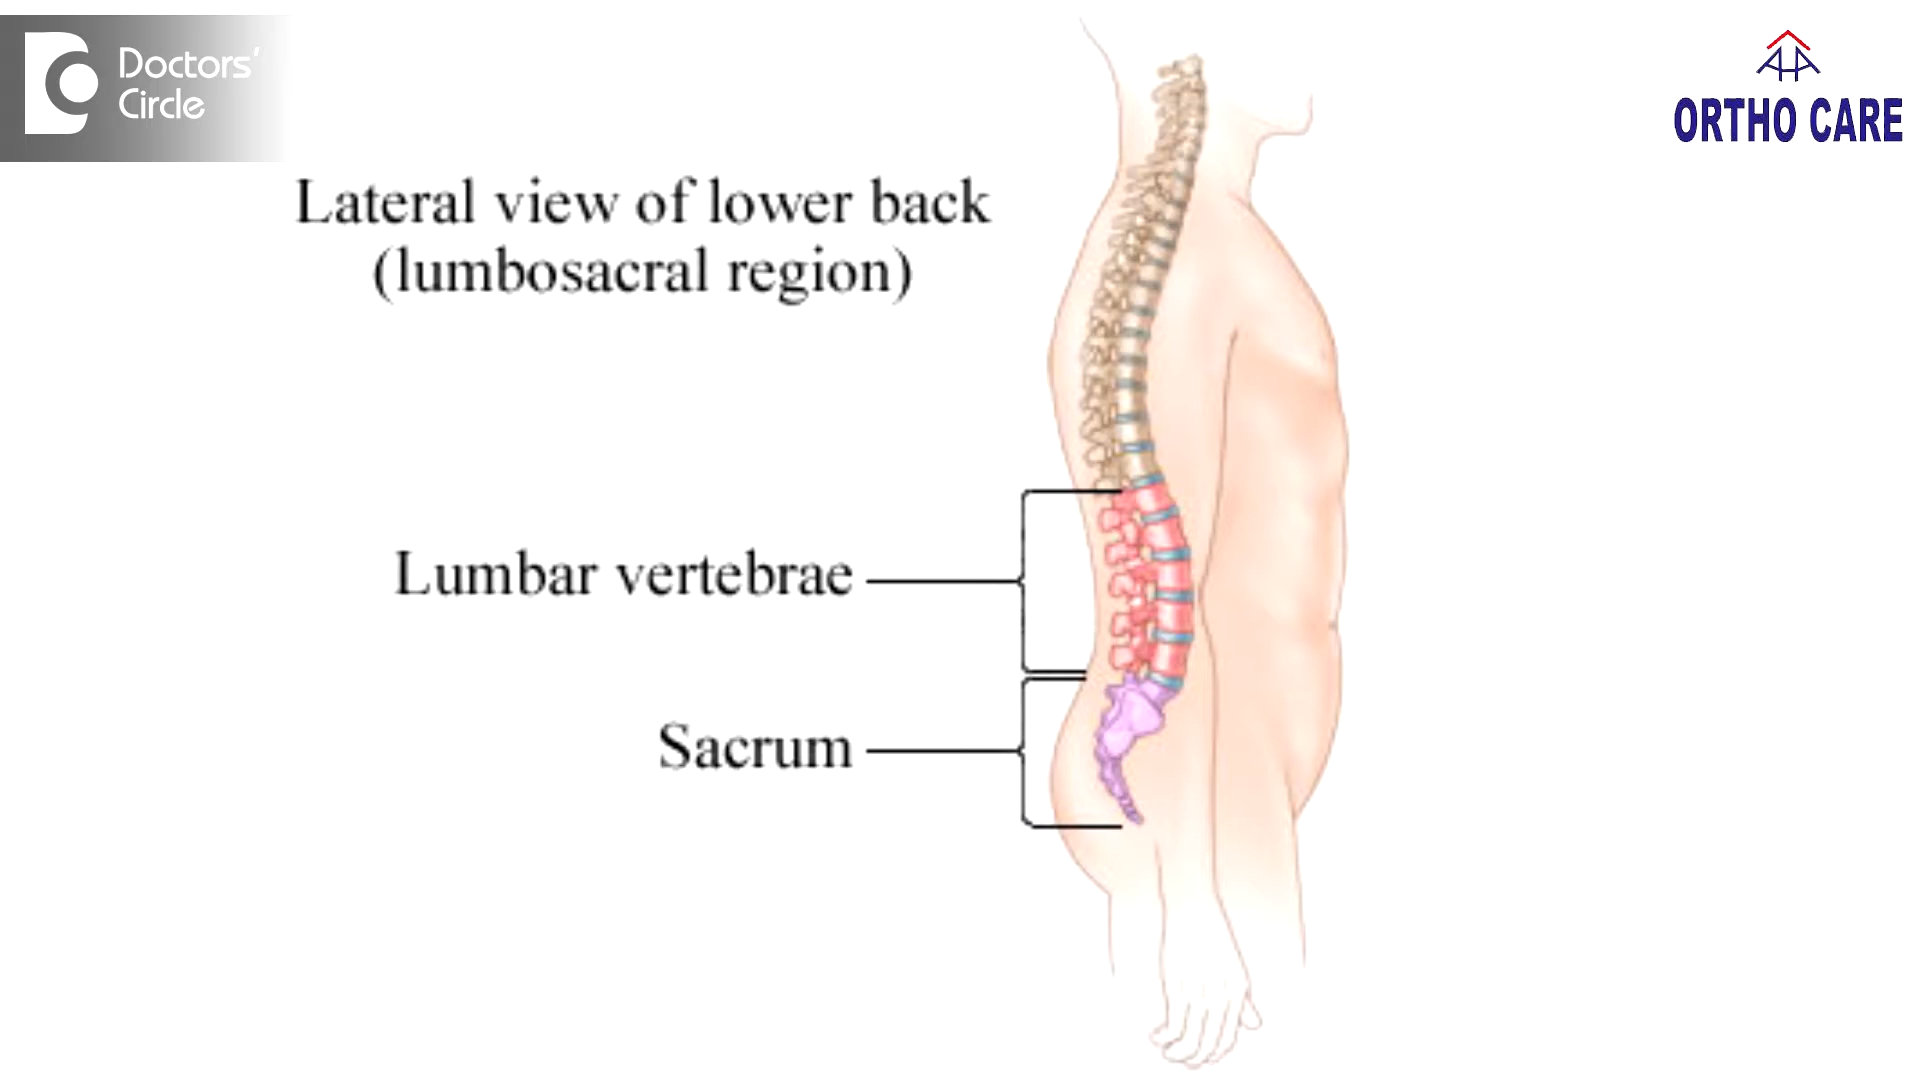 Doctors'
Circle
ORTHO CARE
Lateral view of lower back
(lumbosacral region)
Lumbar vertebrae
Sacrum